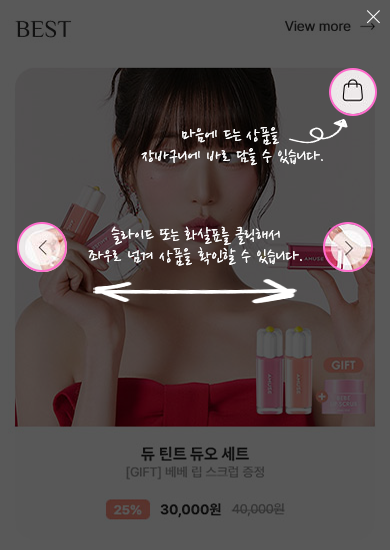 BEST
View more →
마음에 드는 상품을
장바구니에 바로 담을 수 있습니다.
슬라이드 또는 화살표를 클릭해서
좌우로 넘겨 상품을 확인할 수 있습니다.
AMUSE
AMUSE
AMUSE
GIFT
듀 틴트 듀오 세트
[GIFT] 베베 립 스크럽 증정
25% 30,000원 40,000원